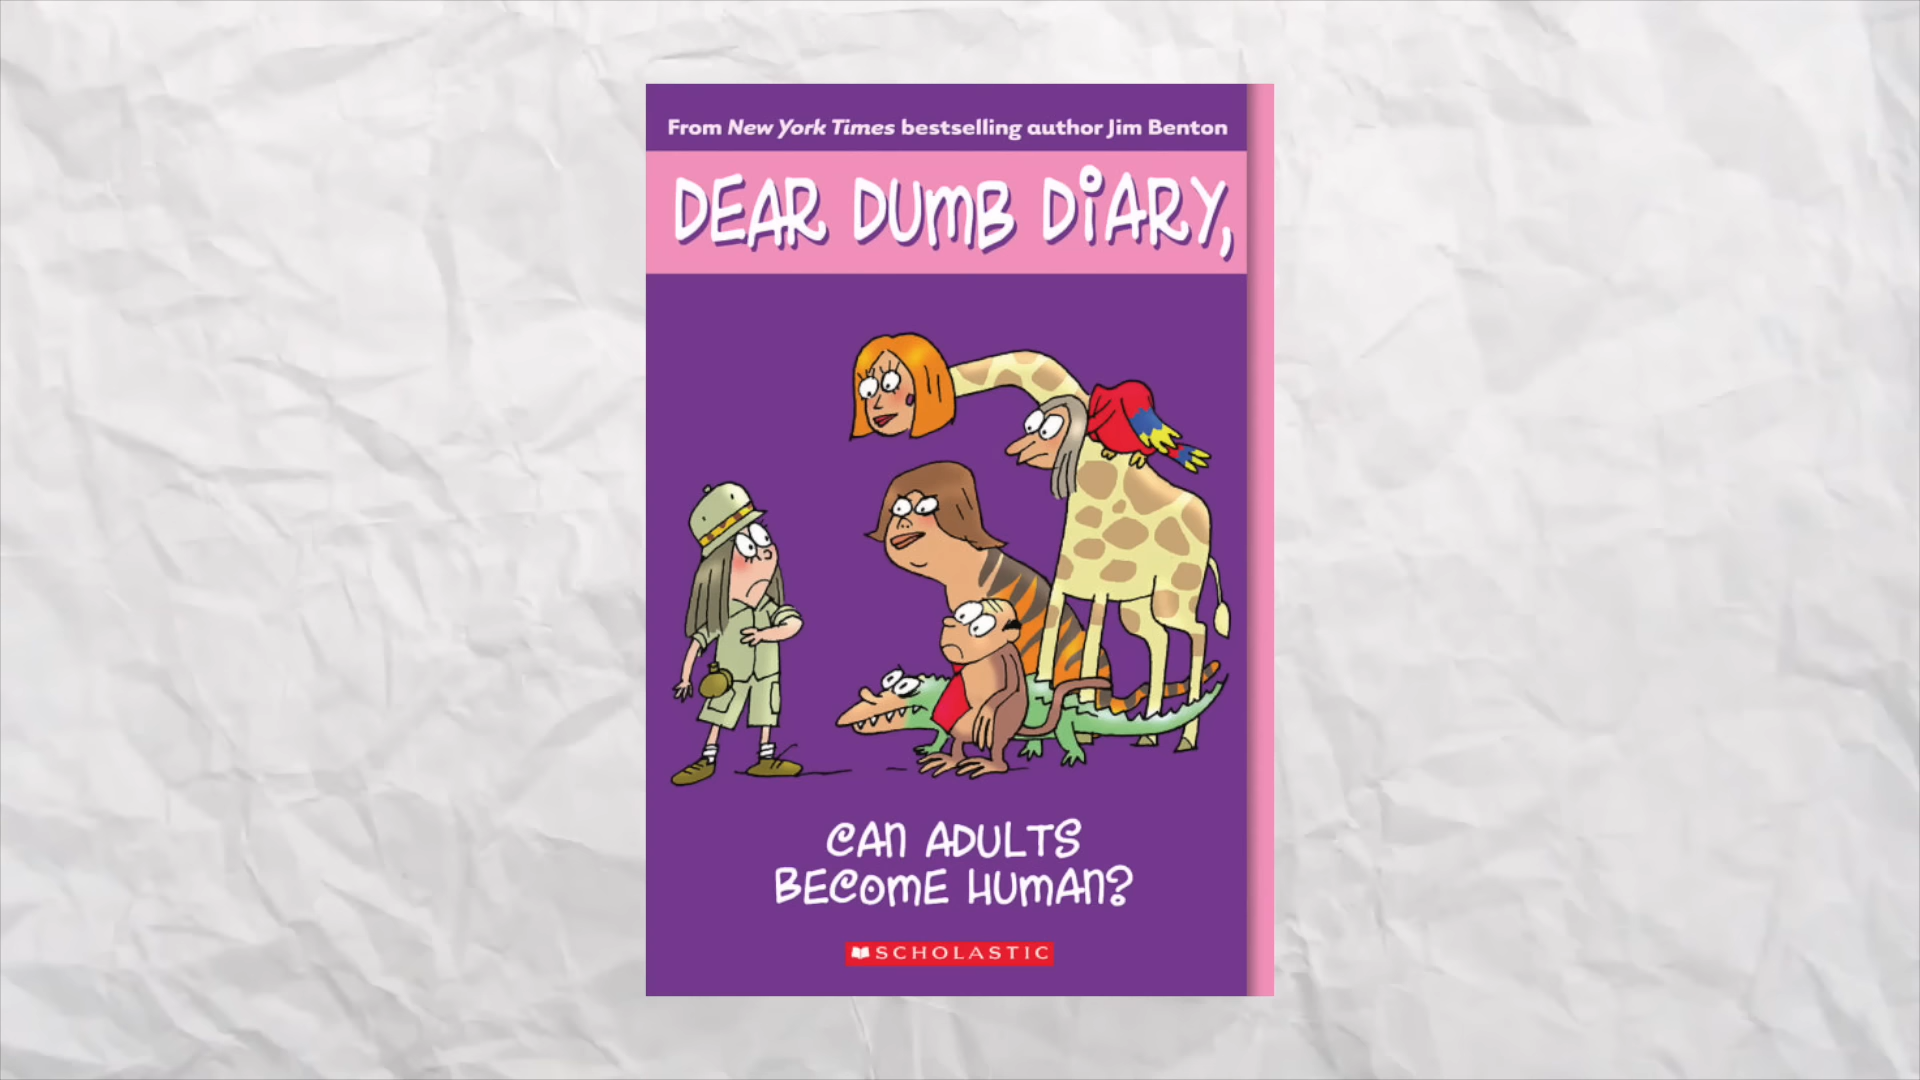 From New York Times bestselling author Jim Benton
DEAR DUMB DiARY,
CAN ADULTS
BECOME HUMAN?
SCHOLASTIC